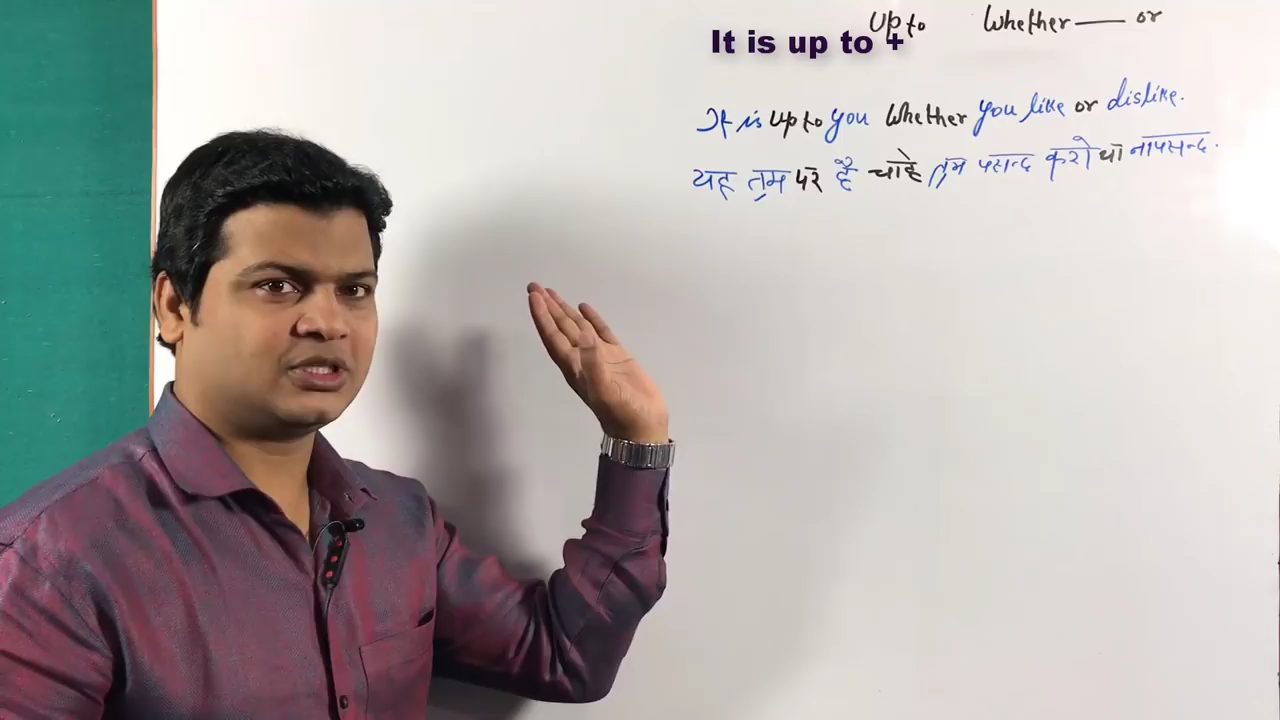 Up to Whether —— or
It is up to +
It is up to you Whether you like or dislike.
यह तुम पर है चाहे तुम पसन्द करो या नापसन्द.